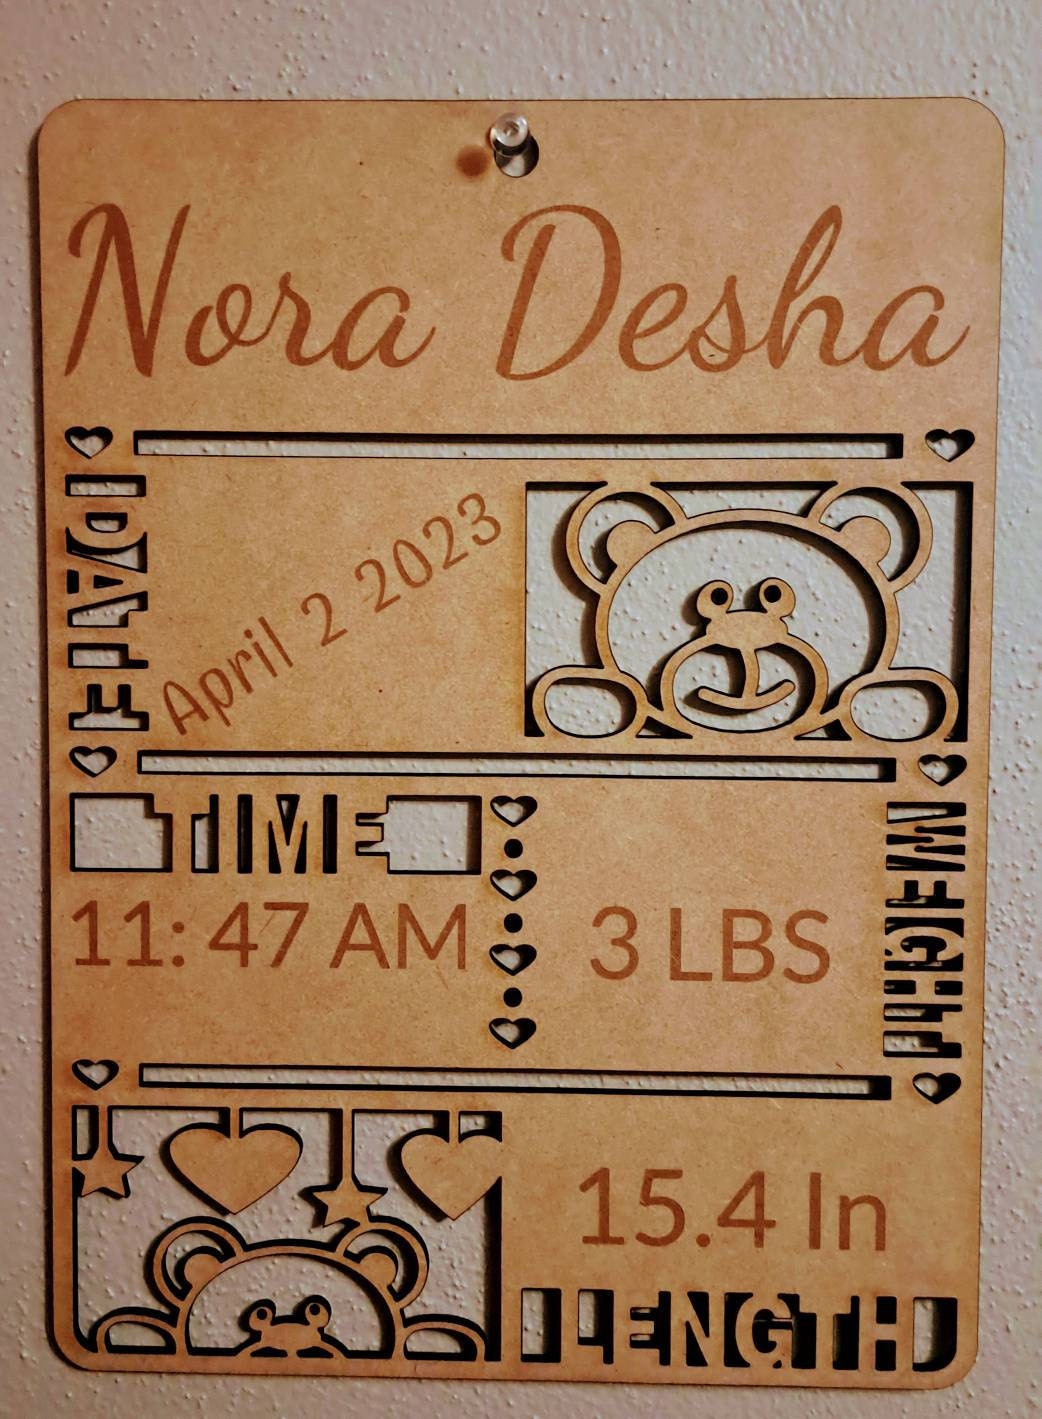 Nora Desha
DATE
April 2 2023
TIME
11:47 AM
3 LBS
WEIGHT
15.4 In
LENGTH